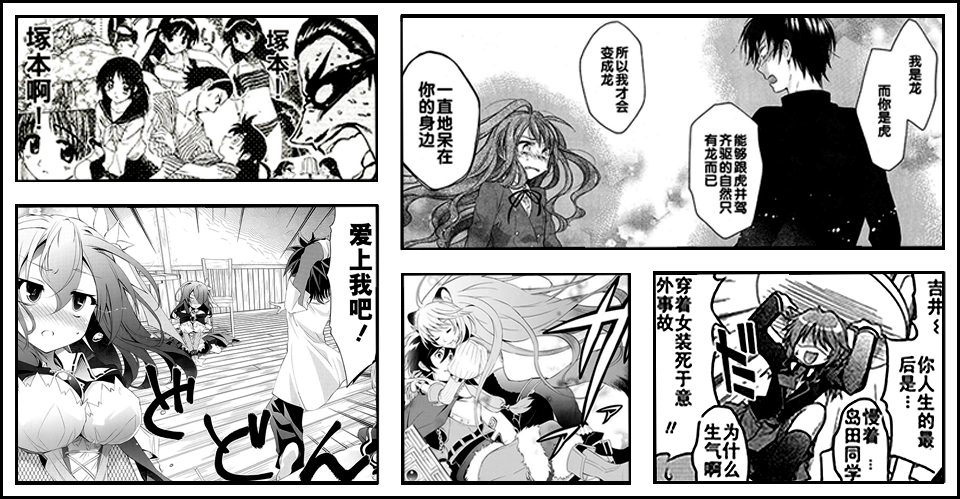 塚本！
塚本啊！
我是龙
而你是虎
能够跟虎并驾
齐驱的自然只
有龙而已
所以我才会
变成龙
一直地呆在
你的身边
爱上我吧！
どどーん
吉井~
你人生的最
后是…
慢着…
岛田同学
为什么
生气啊
穿着女装死于意
外事故
!!